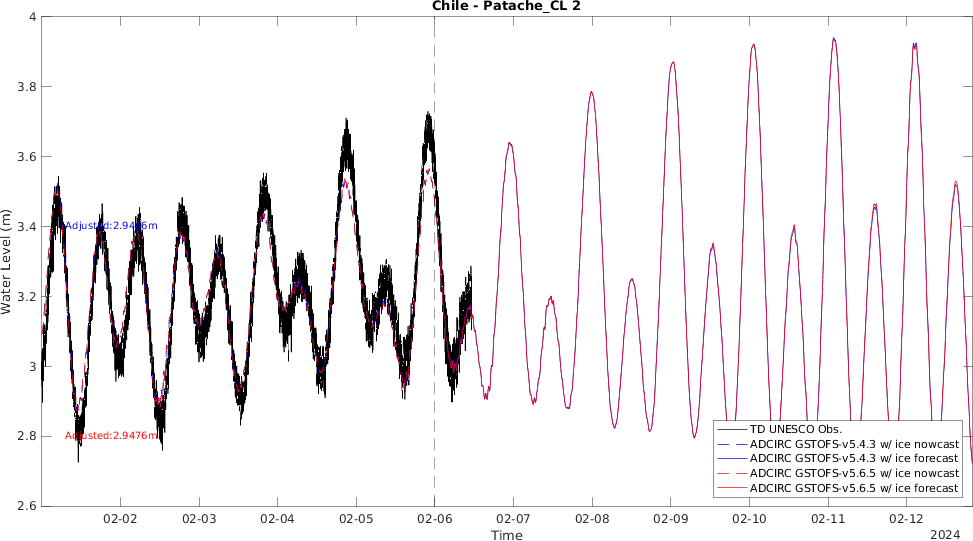 Chile - Patache_CL 2
4
3.8
3.6
3.4
3.2
3
2.8
2.6
Water Level (m)
Adjusted:2.9476m
TD UNESCO Obs.
ADCIRC GSTOFS-v5.4.3 w/ ice nowcast
ADCIRC GSTOFS-v5.4.3 w/ ice forecast
ADCIRC GSTOFS-v5.6.5 w/ ice nowcast
ADCIRC GSTOFS-v5.6.5 w/ ice forecast
02-02
02-03
02-04
02-05
02-06
02-07
02-08
02-09
02-10
02-11
02-12
Time
2024